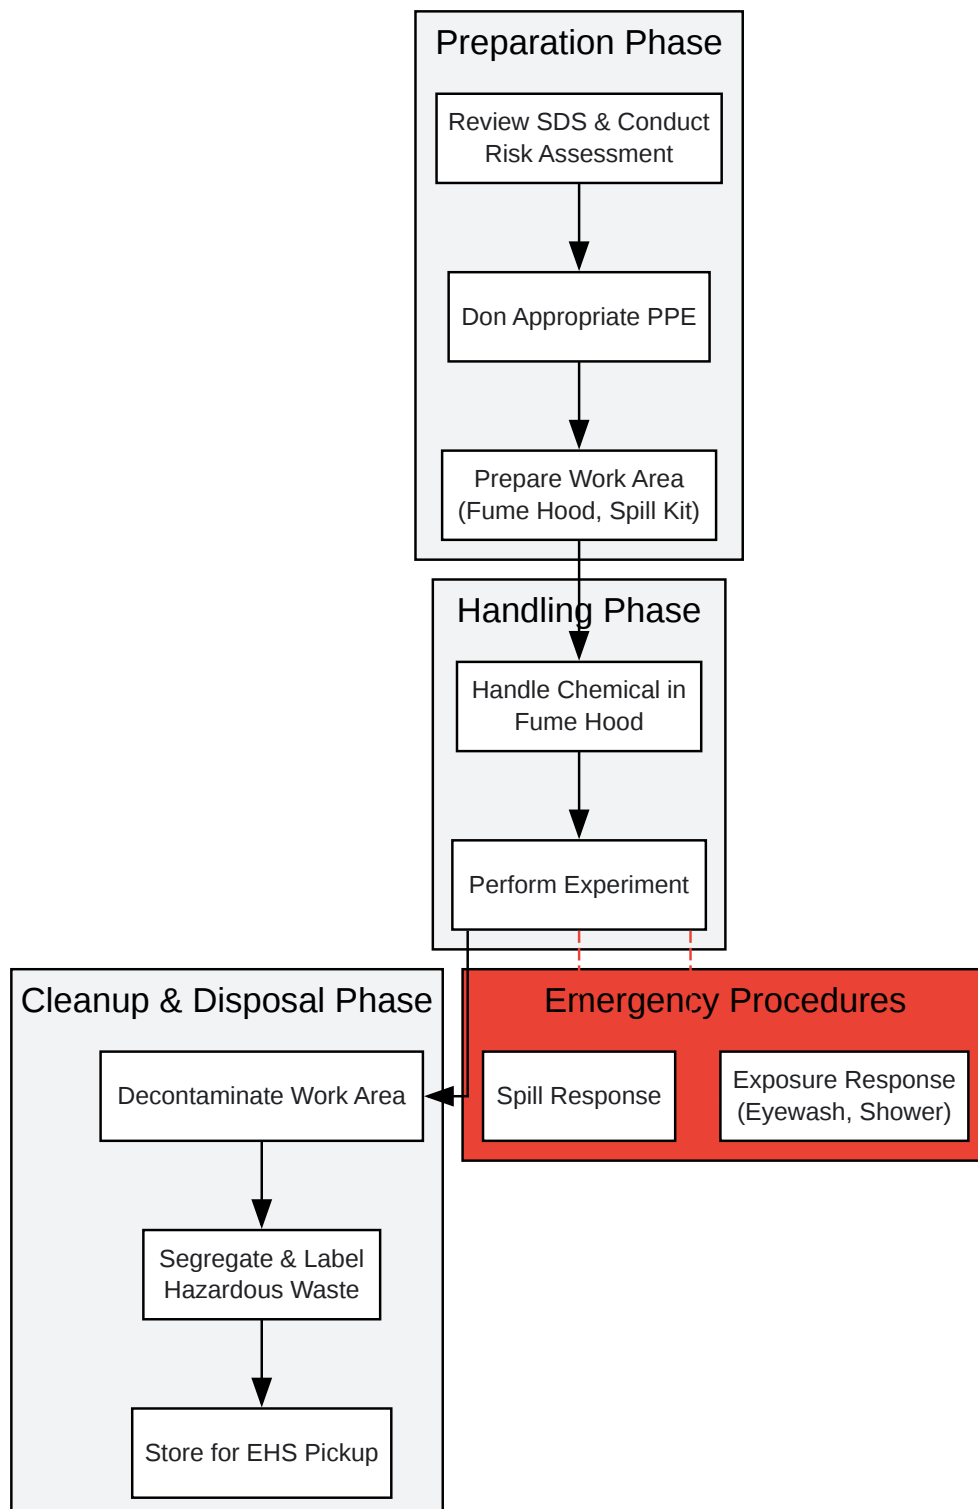 Preparation Phase
Review SDS & Conduct
Risk Assessment
Don Appropriate PPE
Prepare Work Area
(Fume Hood, Spill Kit)
Handling Phase
Handle Chemical in
Fume Hood
Perform Experiment
Cleanup & Disposal Phase
Decontaminate Work Area
Segregate & Label
Hazardous Waste
Store for EHS Pickup
Emergency Procedures
Spill Response
Exposure Response
(Eyewash, Shower)